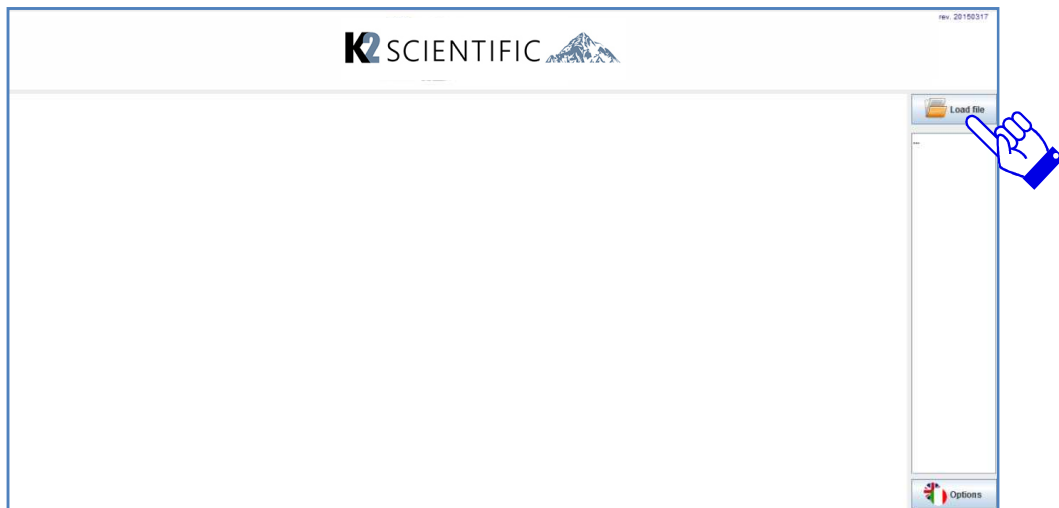 rev. 20150317
K2 SCIENTIFIC
Load file
...
Options